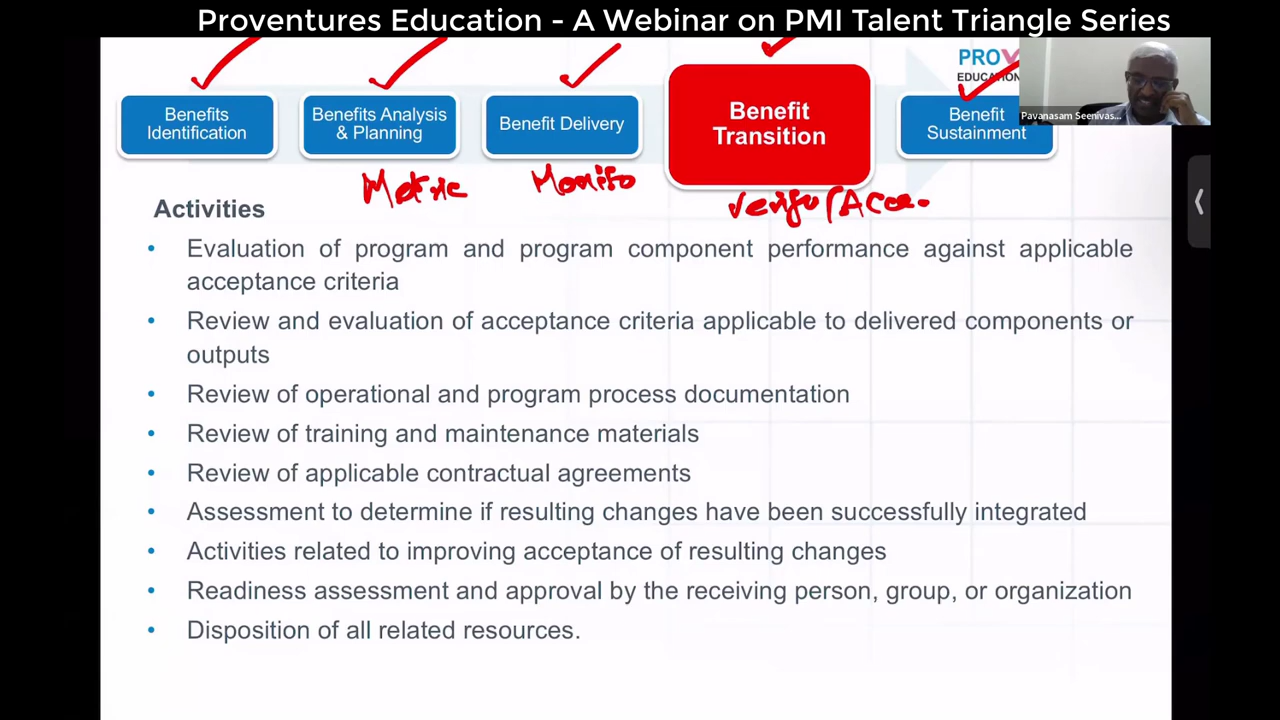 Proventures Education - A Webinar on PMI Talent Triangle Series
PROV
EDUCATION
Benefits
Identification
Benefits Analysis
& Planning
Benefit Delivery
Benefit
Transition
Benefit
Sustainment
Pavanasam Seenivas...
Metric
Activities
• Evaluation of program and program component performance against applicable
acceptance criteria
• Review and evaluation of acceptance criteria applicable to delivered components or
outputs
• Review of operational and program process documentation
• Review of training and maintenance materials
• Review of applicable contractual agreements
• Assessment to determine if resulting changes have been successfully integrated
• Activities related to improving acceptance of resulting changes
• Readiness assessment and approval by the receiving person, group, or organization
• Disposition of all related resources.